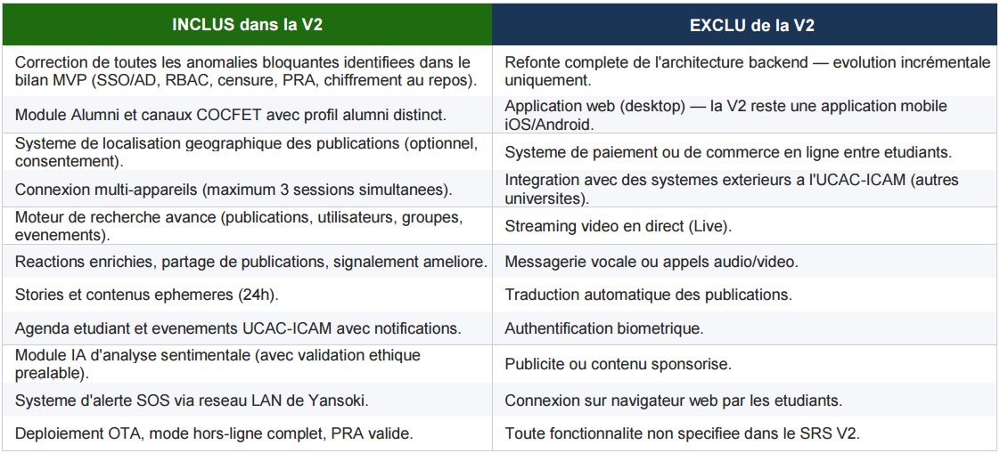 INCLUS dans la V2
EXCLU de la V2
Correction de toutes les anomalies bloquantes identifiees dans le
bilan MVP (SSO/AD, RBAC, censure, PRA, chiffrement au repos).
Refonte complete de l'architecture backend — evolution incrémentale
uniquement.
Module Alumni et canaux COCFET avec profil alumni distinct.
Application web (desktop) — la V2 reste une application mobile
iOS/Android.
Systeme de localisation geographique des publications (optionnel,
consentement).
Systeme de paiement ou de commerce en ligne entre etudiants.
Connexion multi-appareils (maximum 3 sessions simultanees).
Integration avec des systemes exterieurs a l'UCAC-ICAM (autres
universites).
Moteur de recherche avance (publications, utilisateurs, groupes,
evenements).
Streaming video en direct (Live).
Reactions enrichies, partage de publications, signalement ameliore.
Messagerie vocale ou appels audio/video.
Stories et contenus ephemeres (24h).
Traduction automatique des publications.
Agenda etudiant et evenements UCAC-ICAM avec notifications.
Authentification biometrique.
Module IA d'analyse sentimentale (avec validation ethique
prealable).
Publicite ou contenu sponsorise.
Systeme d'alerte SOS via reseau LAN de Yansoki.
Connexion sur navigateur web par les etudiants.
Deploiement OTA, mode hors-ligne complet, PRA valide.
Toute fonctionnalite non specifiee dans le SRS V2.